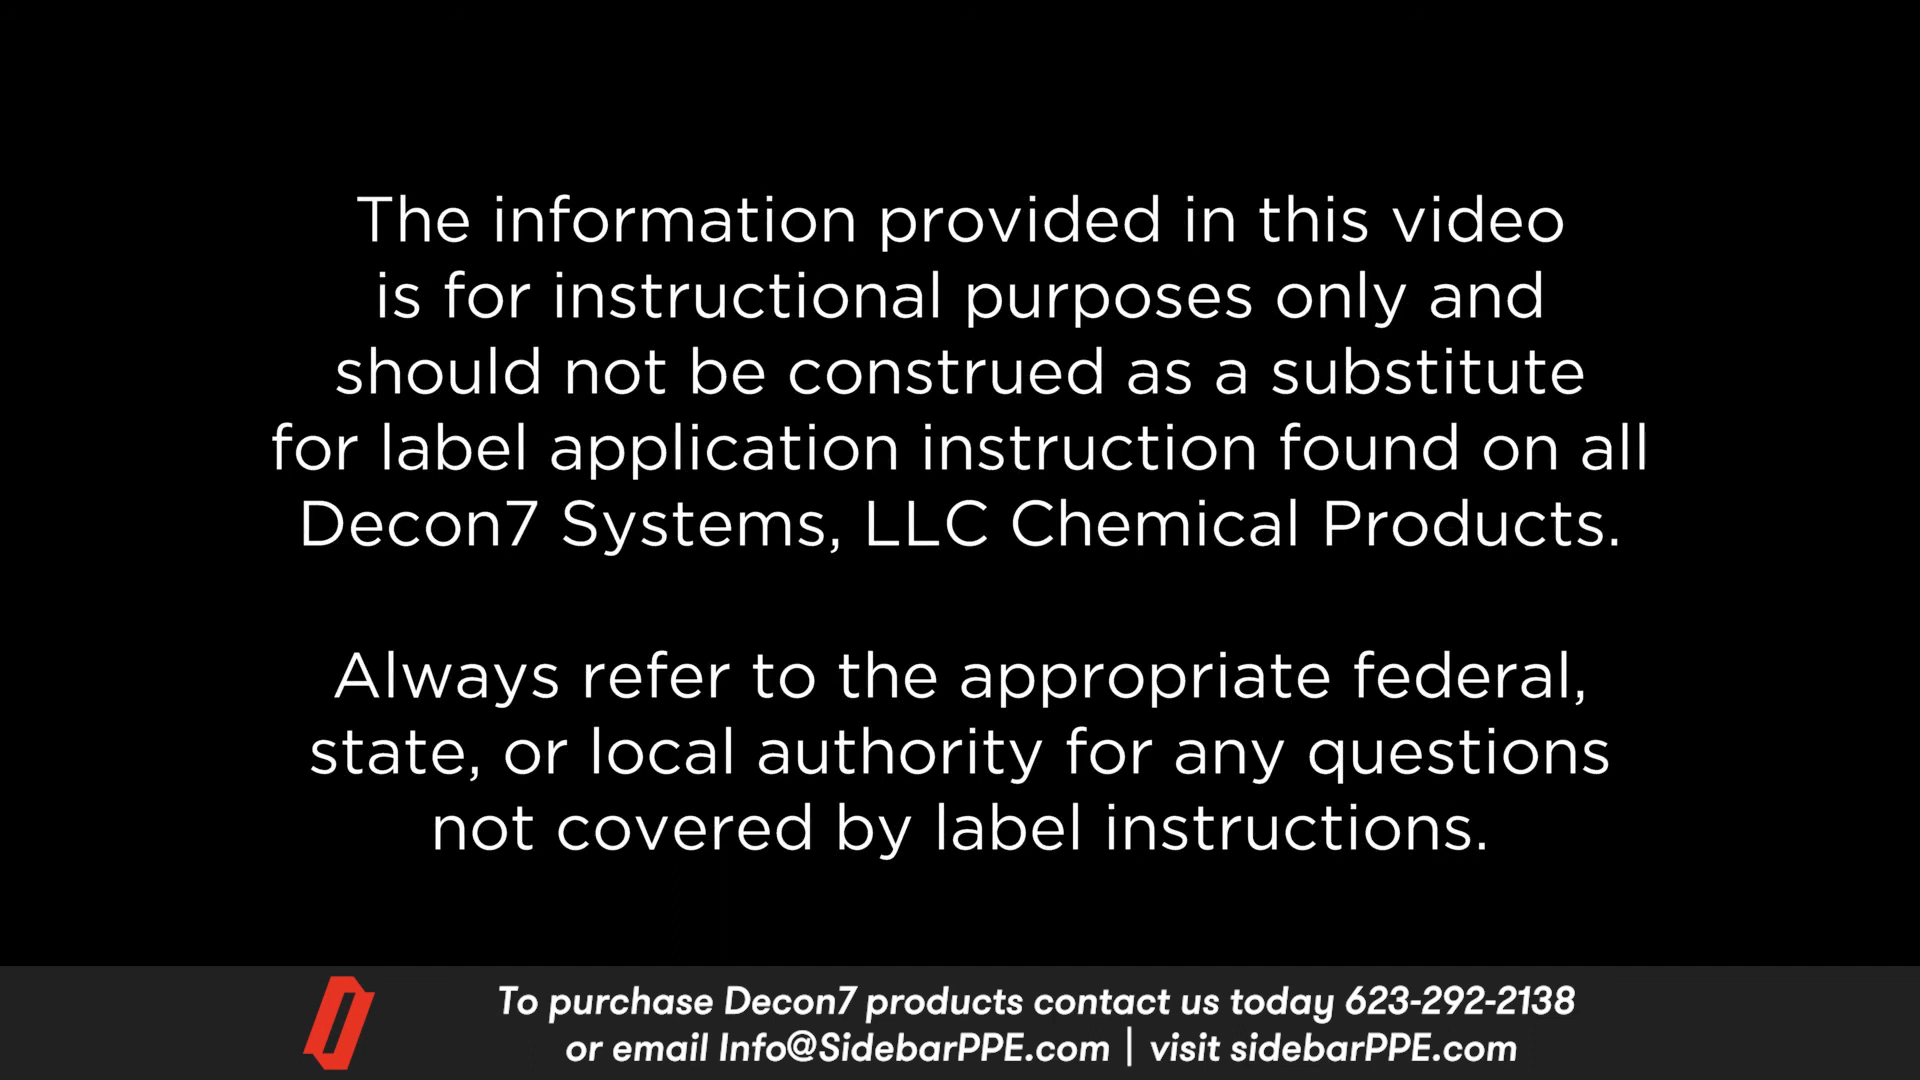 The information provided in this video
is for instructional purposes only and
should not be construed as a substitute
for label application instruction found on all
Decon7 Systems, LLC Chemical Products.
Always refer to the appropriate federal,
state, or local authority for any questions
not covered by label instructions.
To purchase Decon7 products contact us today 623-292-2138
or email Info@SidebarPPE.com | visit sidebarPPE.com